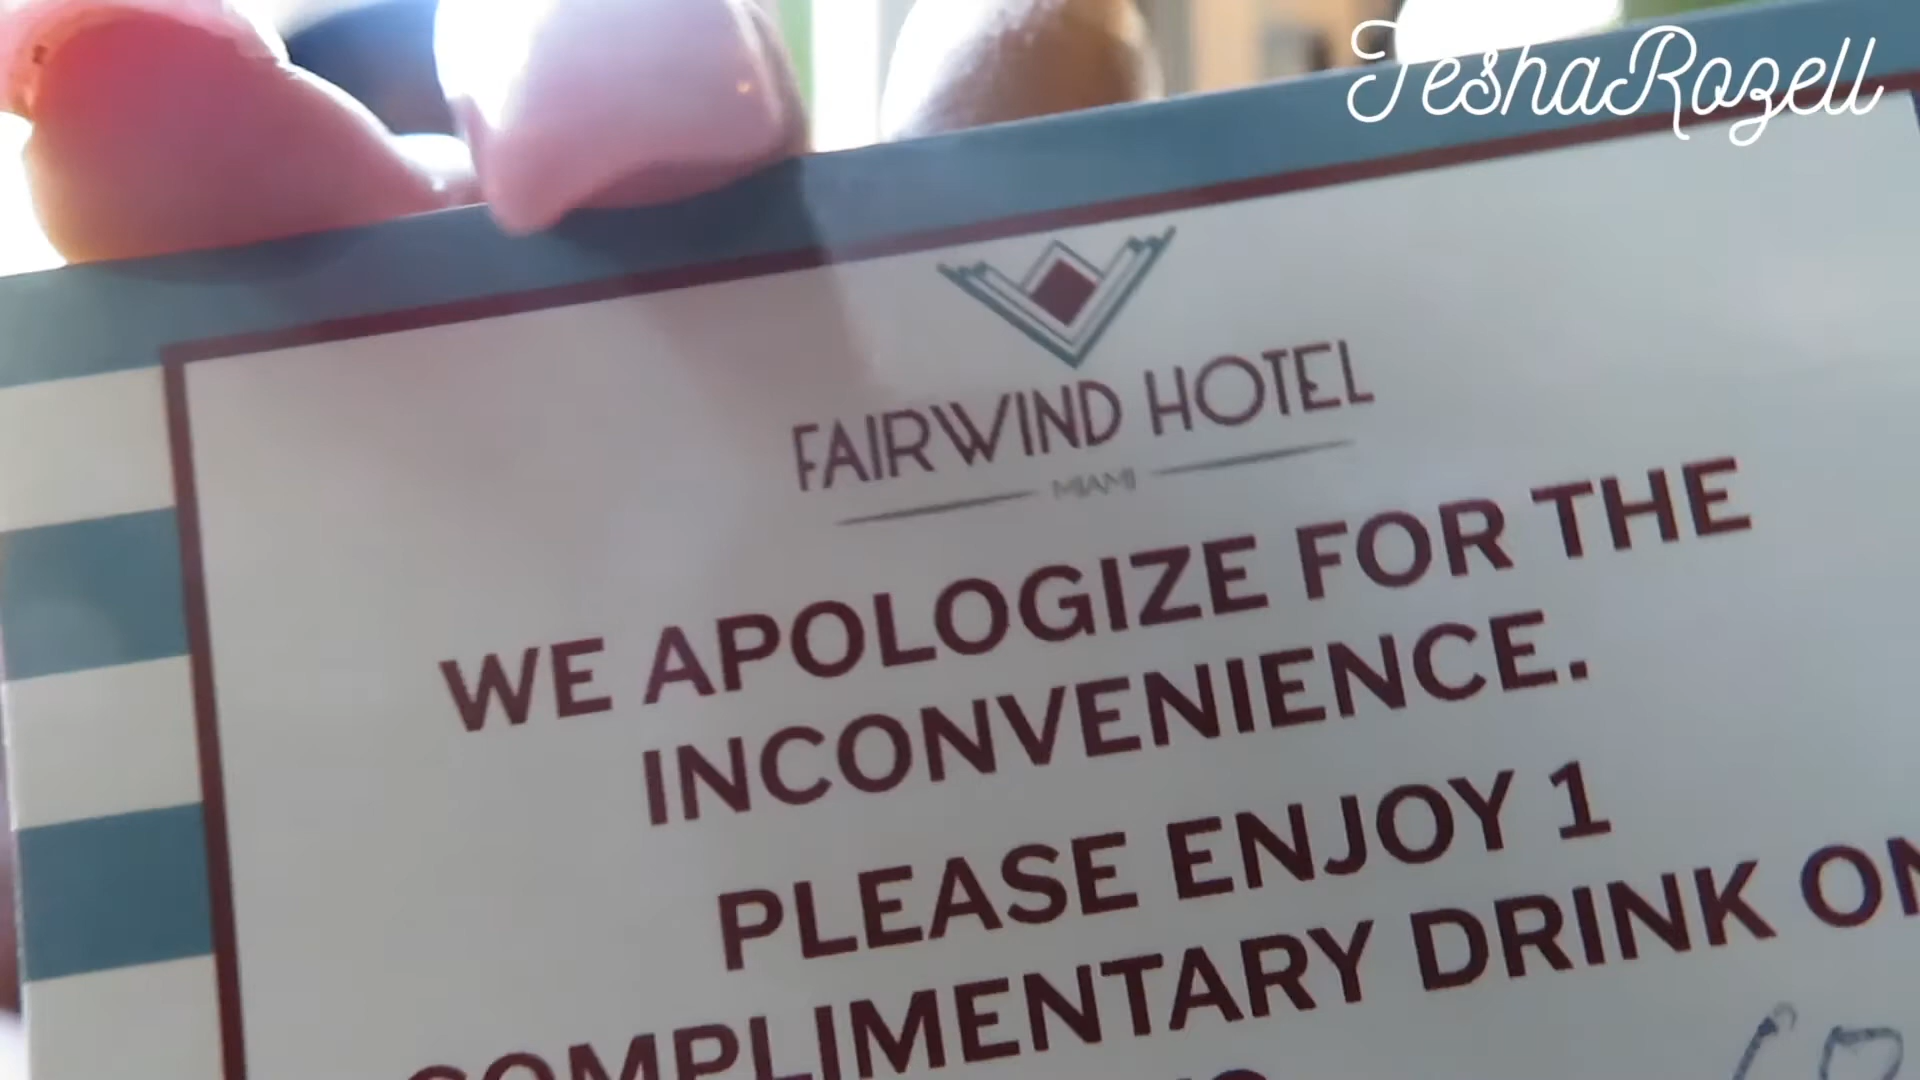 TeshaRozell
FAIRWIND HOTEL
MIAMI
WE APOLOGIZE FOR THE
INCONVENIENCE.
PLEASE ENJOY 1
COMPLIMENTARY DRINK ON